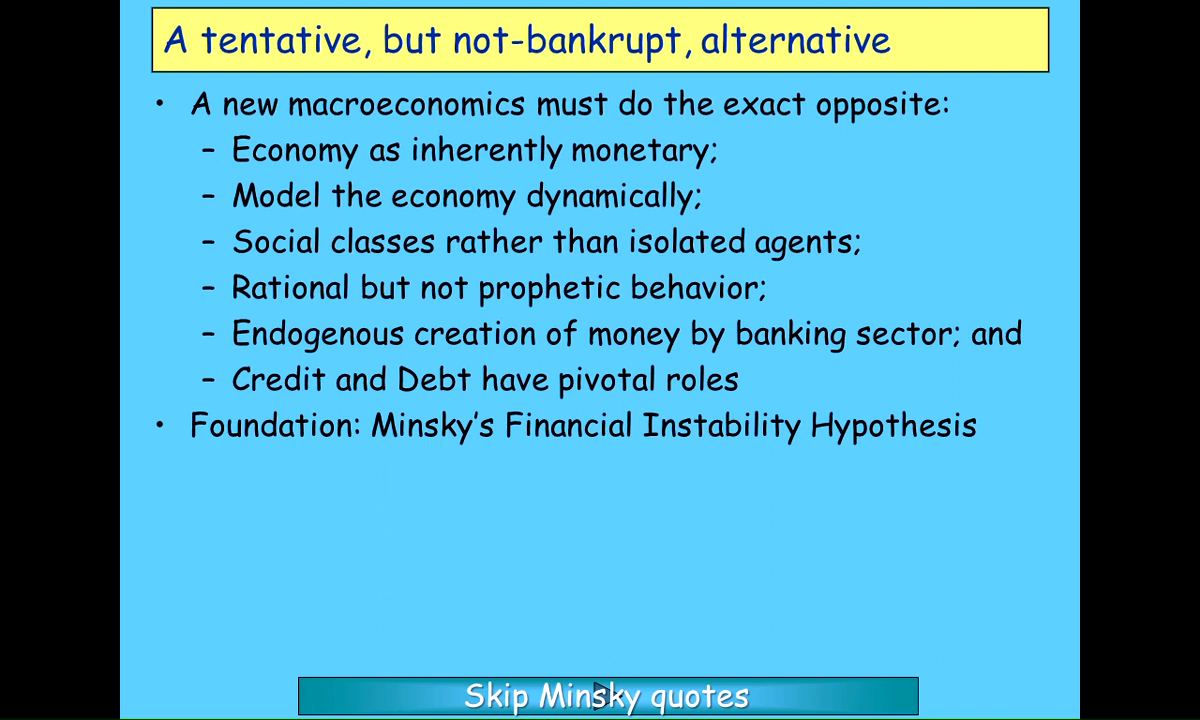 A tentative, but not-bankrupt, alternative
• A new macroeconomics must do the exact opposite:
– Economy as inherently monetary;
– Model the economy dynamically;
– Social classes rather than isolated agents;
– Rational but not prophetic behavior;
– Endogenous creation of money by banking sector; and
– Credit and Debt have pivotal roles
• Foundation: Minsky’s Financial Instability Hypothesis
Skip Minsky quotes